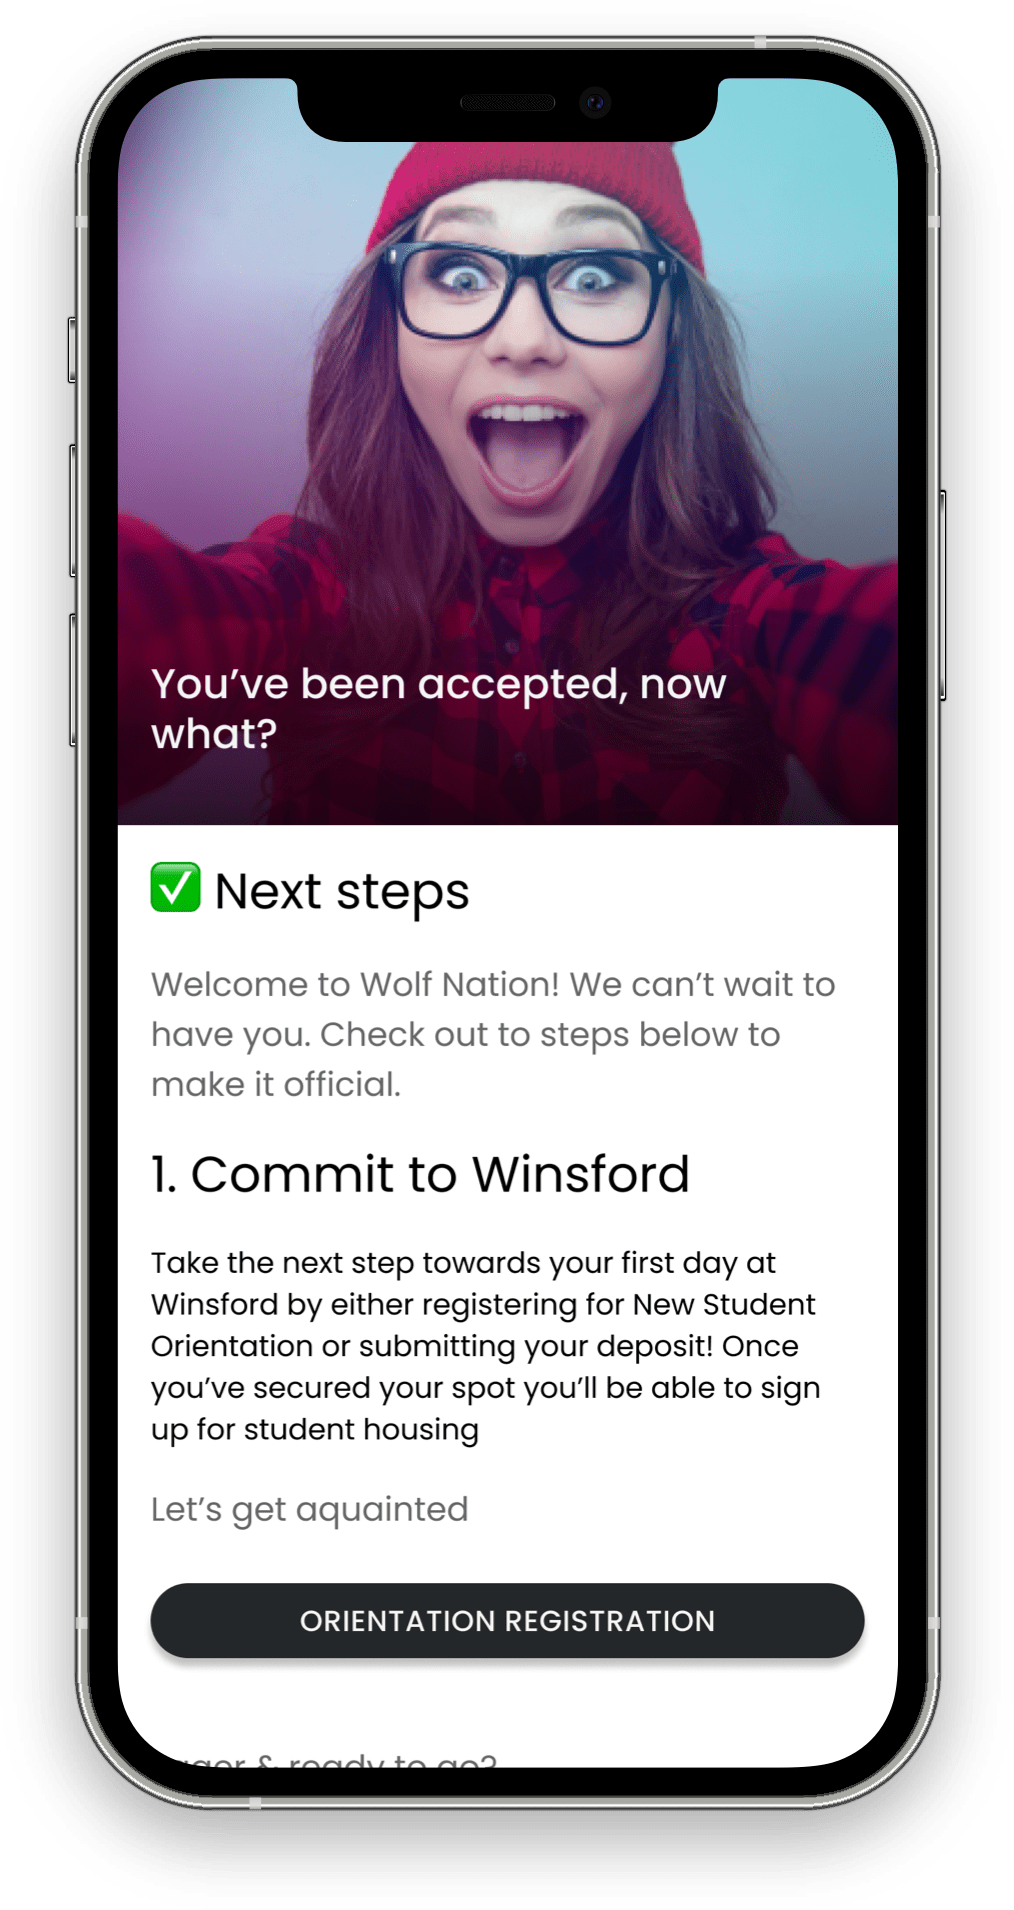 You’ve been accepted, now
what?
✅ Next steps
Welcome to Wolf Nation! We can’t wait to
have you. Check out to steps below to
make it official.
1. Commit to Winsford
Take the next step towards your first day at
Winsford by either registering for New Student
Orientation or submitting your deposit! Once
you’ve secured your spot you’ll be able to sign
up for student housing
Let’s get aquainted
ORIENTATION REGISTRATION
& ready to go?